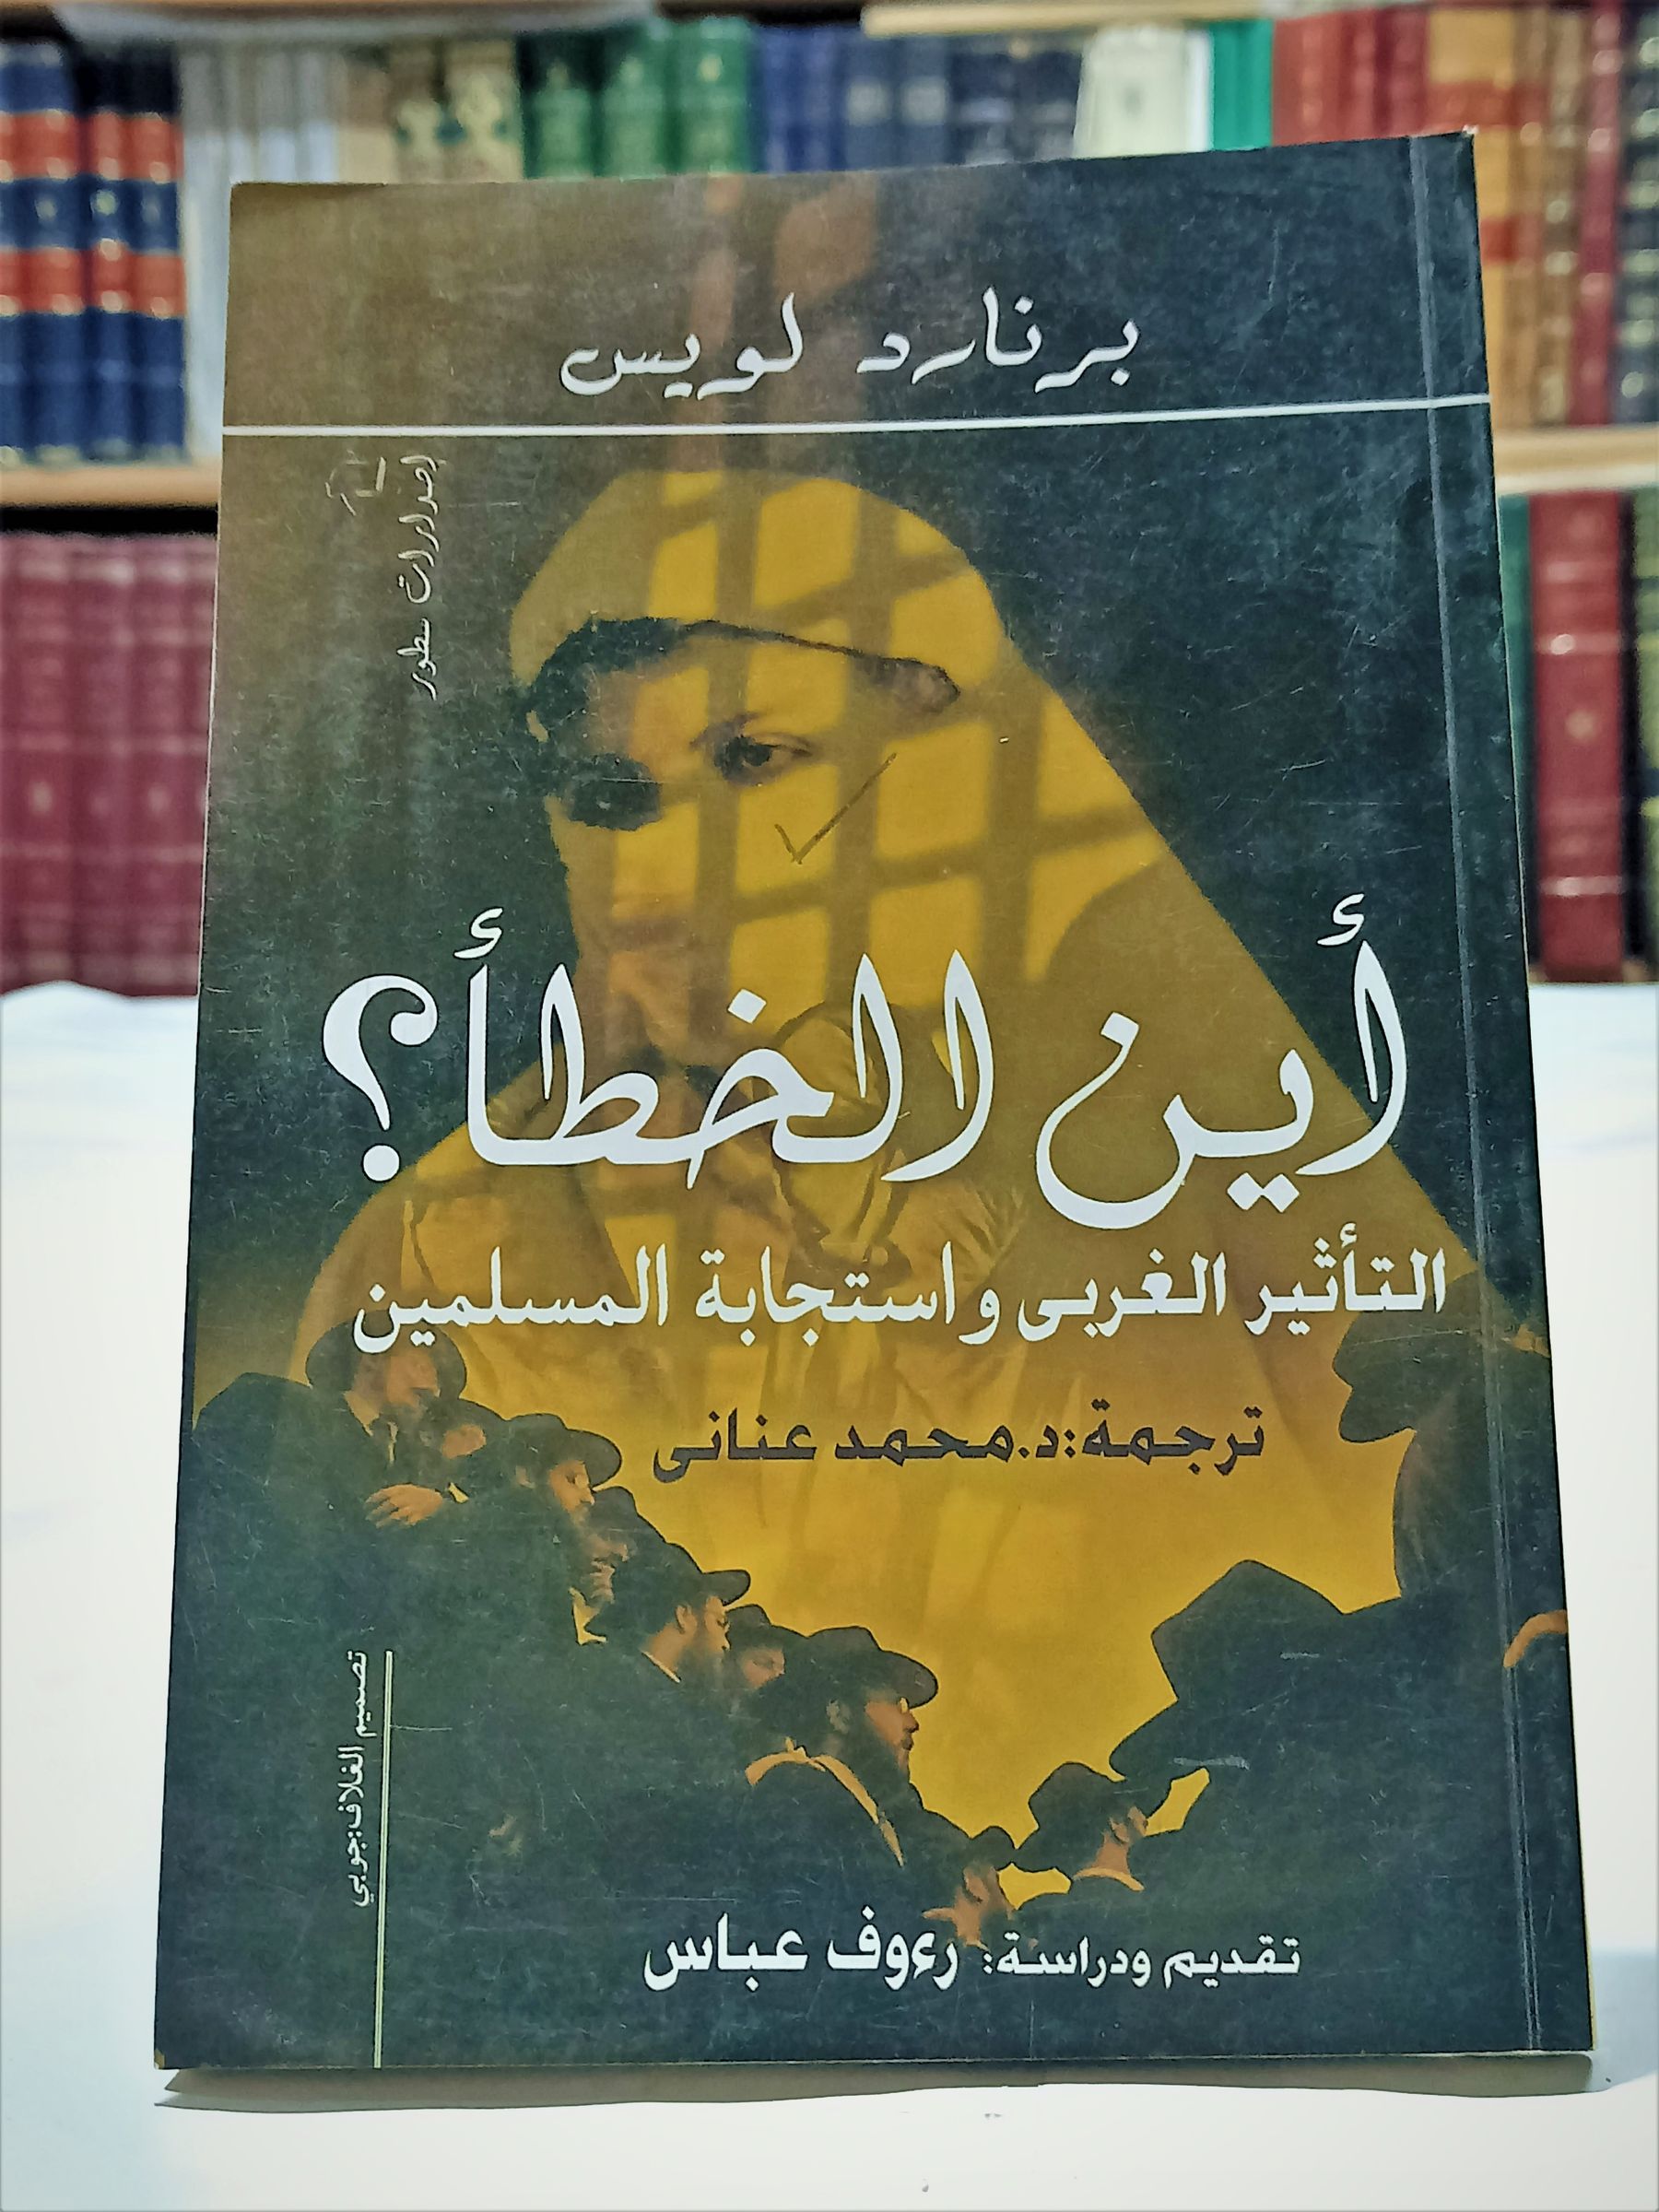 برنارد لويس
إصدارات سطور
أين الخطأ؟
التأثير الغربى واستجابة المسلمين
ترجمة: د. محمد عنانى
تصميم الغلاف: جوبي
تقديم ودراسة: رءوف عباس